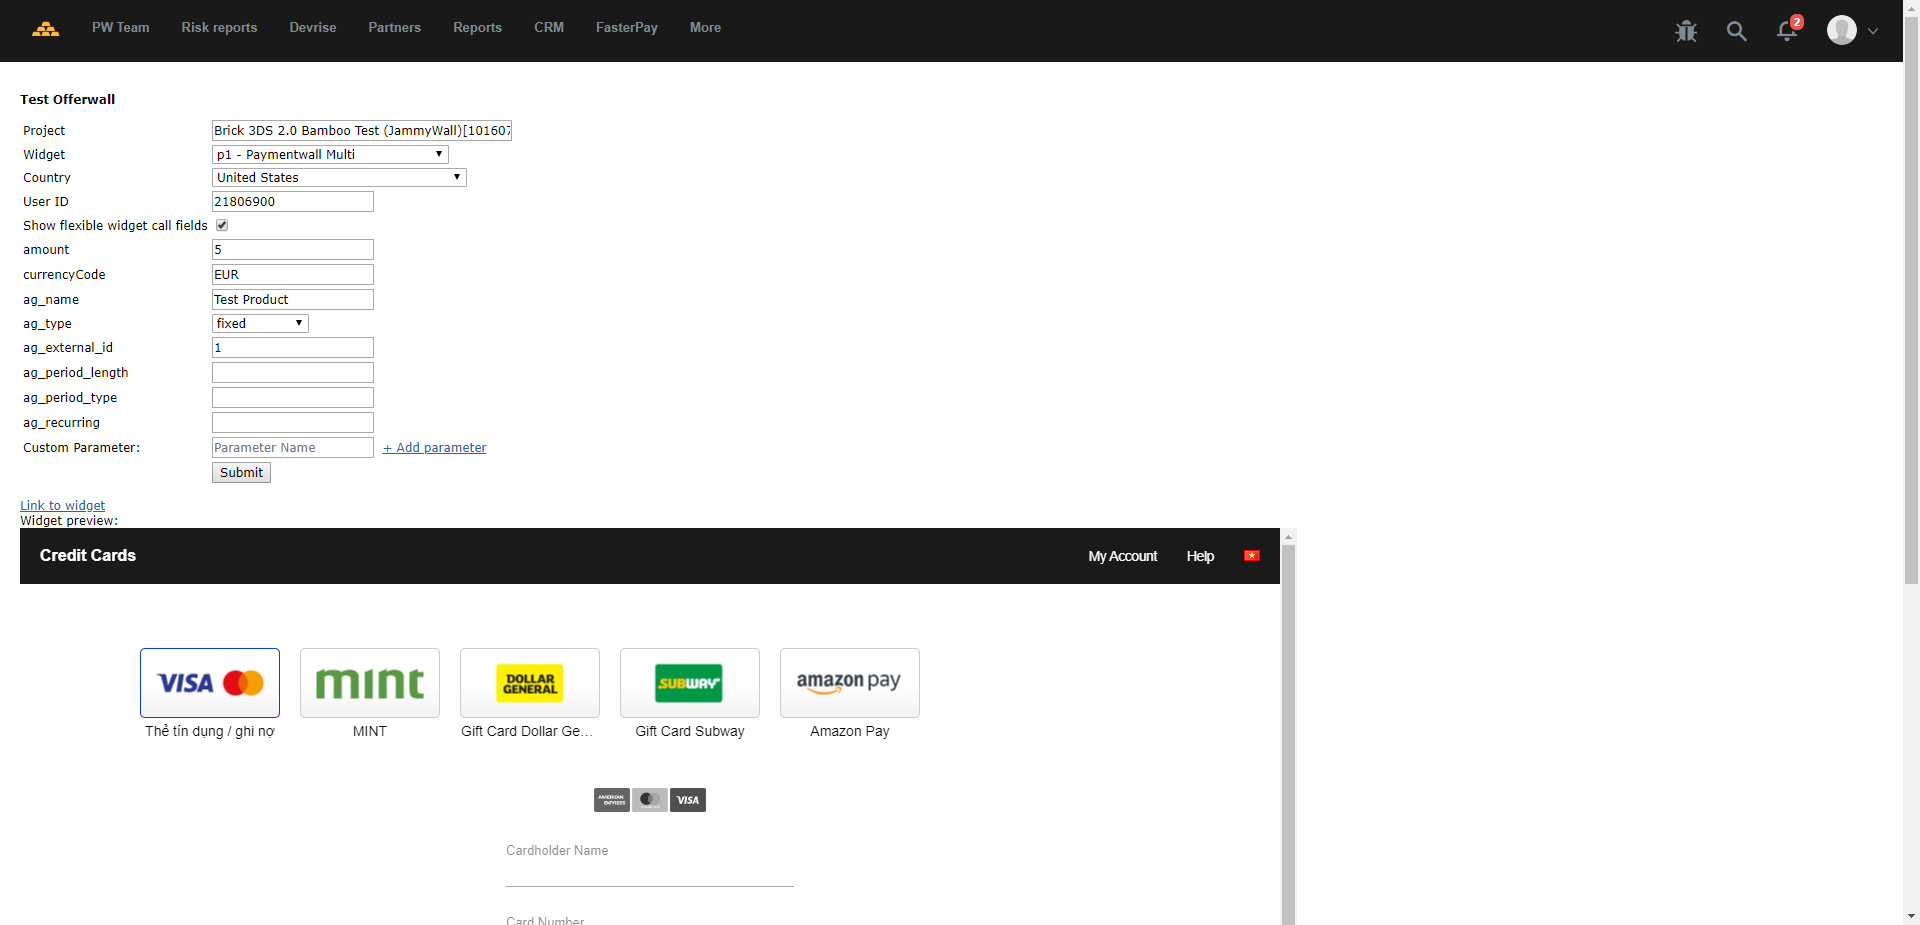 PW Team Risk reports Devrise Partners Reports CRM FasterPay More 2
Test Offerwall
Project Brick 3DS 2.0 Bamboo Test (JammyWall)[101607
Widget p1 - Paymentwall Multi
Country United States
User ID 21806900
Show flexible widget call fields
amount 5
currencyCode EUR
ag_name Test Product
ag_type fixed
ag_external_id 1
ag_period_length
ag_period_type
ag_recurring
Custom Parameter: Parameter Name + Add parameter
Submit
Link to widget
Widget preview:
Credit Cards My Account Help
VISA mint DOLLAR GENERAL SUBWAY amazon pay
Thẻ tín dụng / ghi nợ MINT Gift Card Dollar Ge... Gift Card Subway Amazon Pay
AMERICAN EXPRESS VISA
Cardholder Name
Card Number